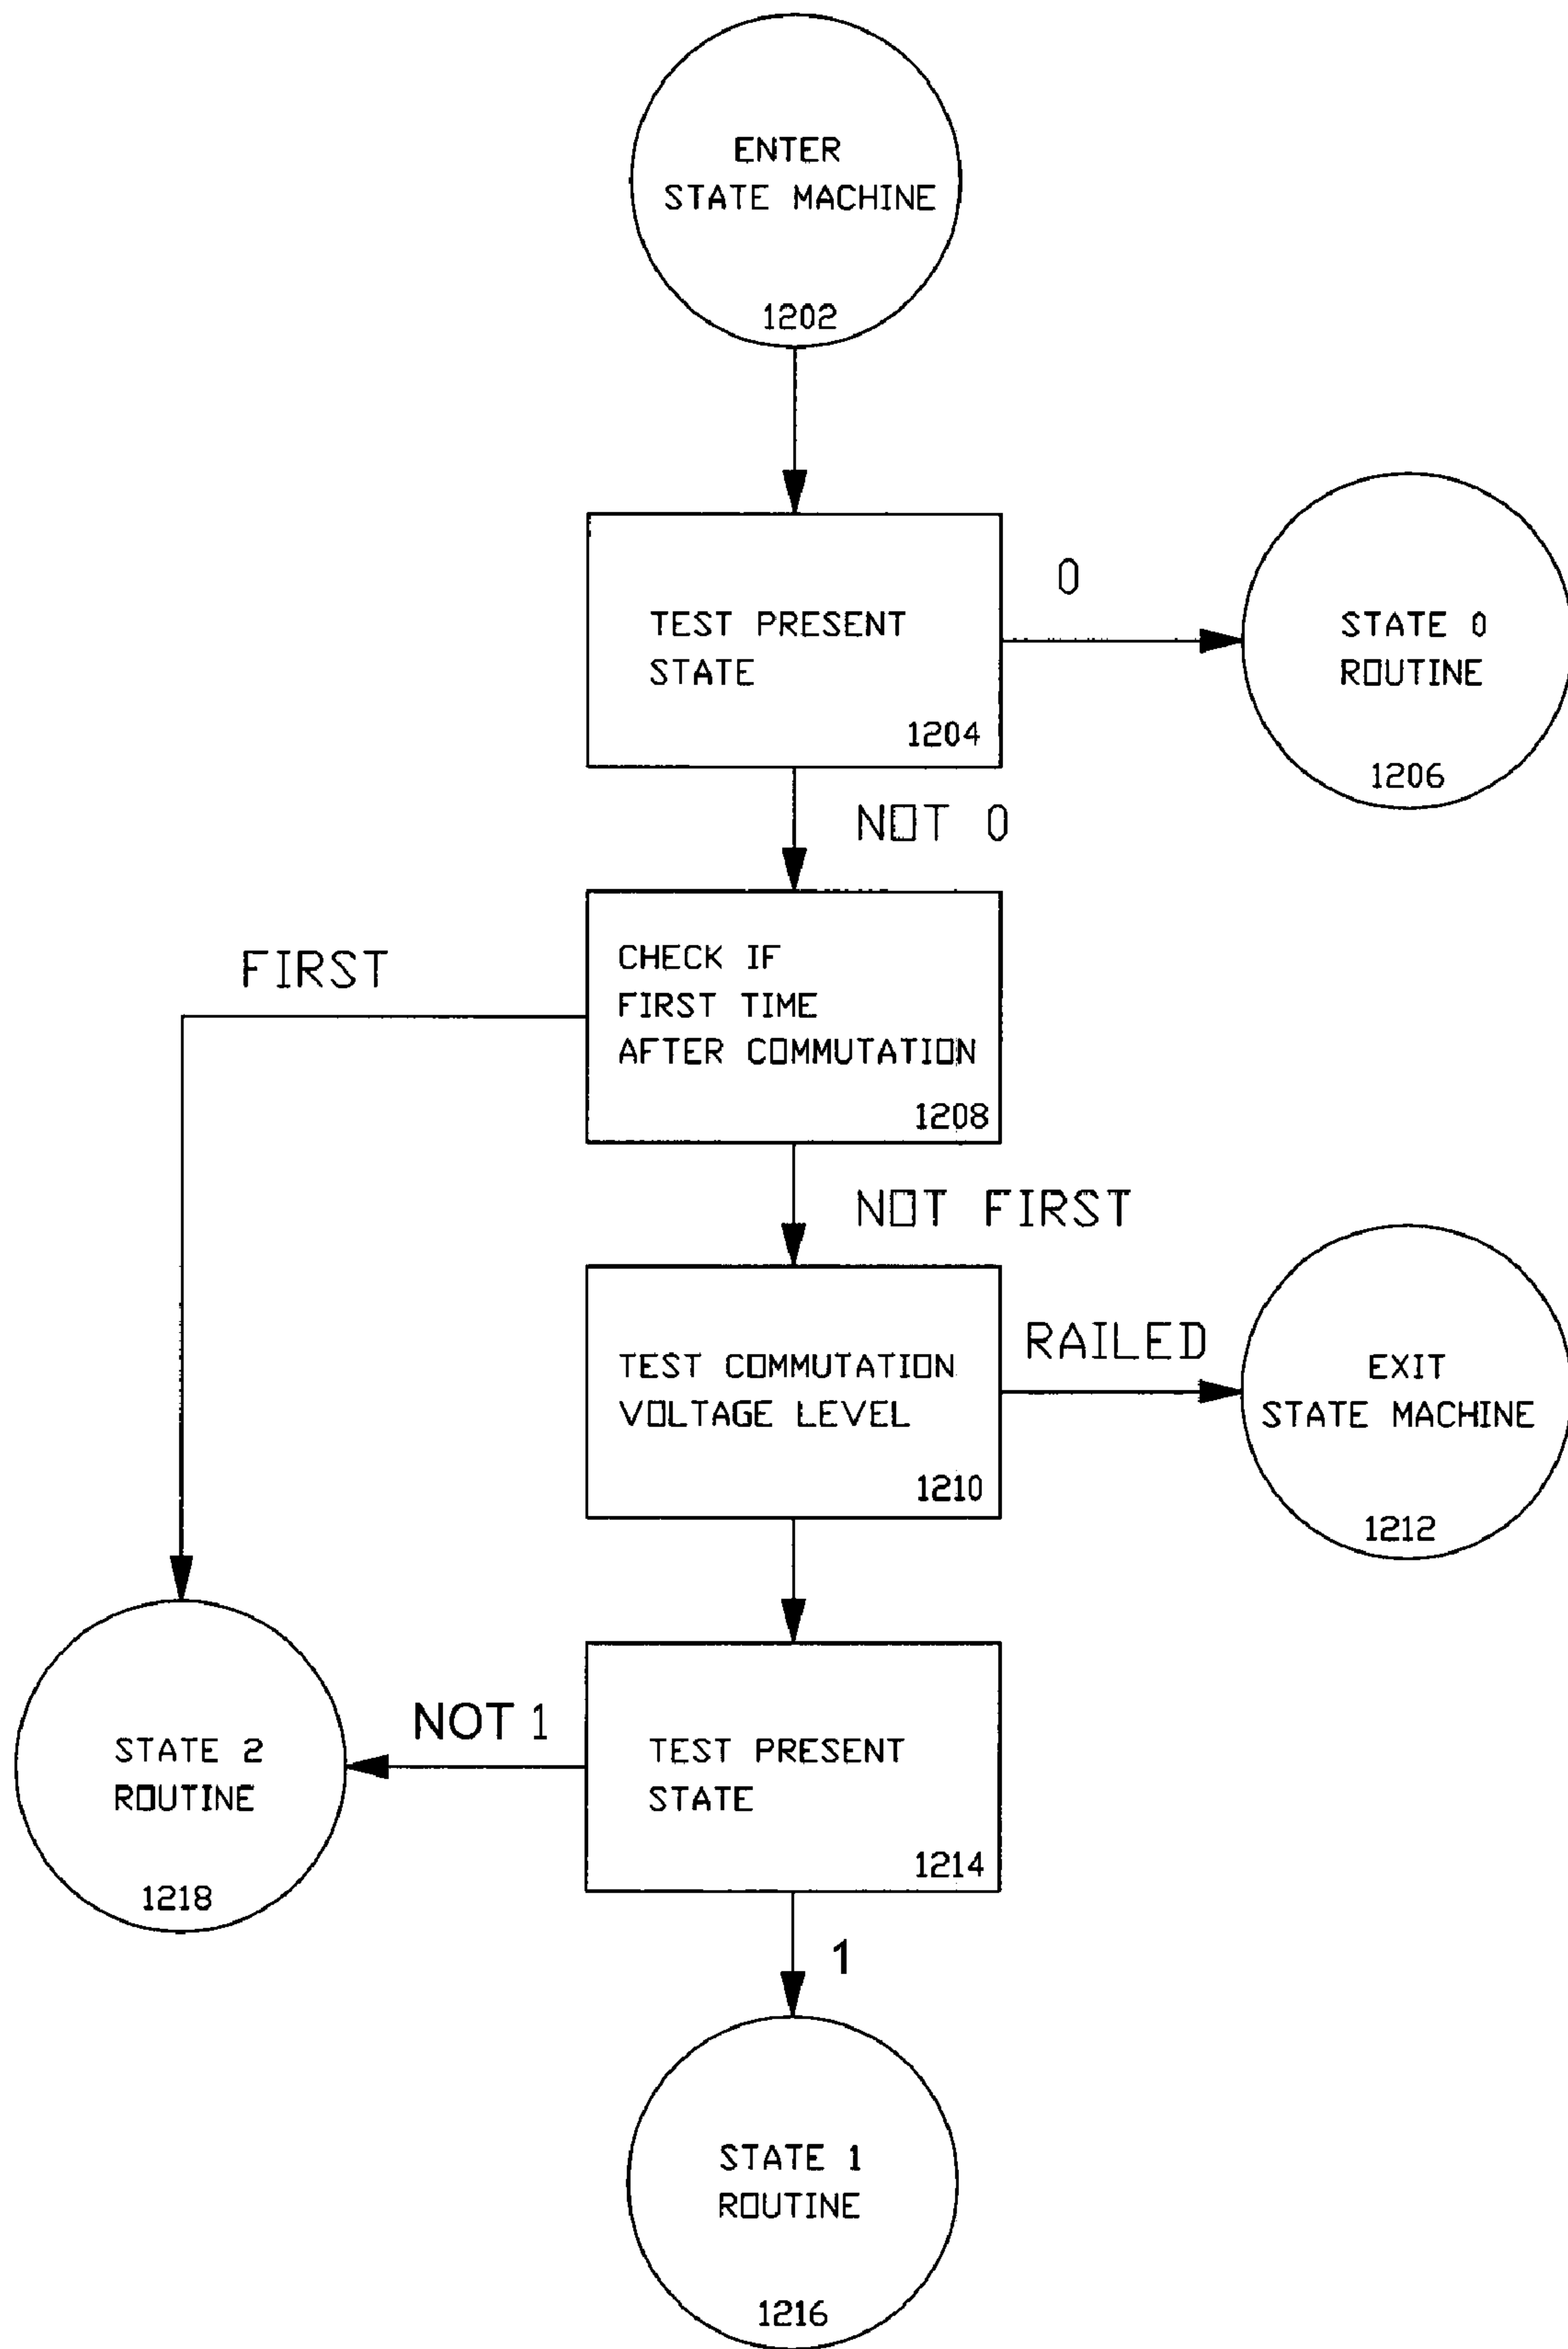 ENTER
STATE MACHINE
1202
TEST PRESENT
STATE
1204
0
STATE 0
ROUTINE
1206
NOT 0
CHECK IF
FIRST TIME
AFTER COMMUTATION
1208
FIRST
NOT FIRST
TEST COMMUTATION
VOLTAGE LEVEL
1210
RAILED
EXIT
STATE MACHINE
1212
TEST PRESENT
STATE
1214
NOT 1
STATE 2
ROUTINE
1218
1
STATE 1
ROUTINE
1216